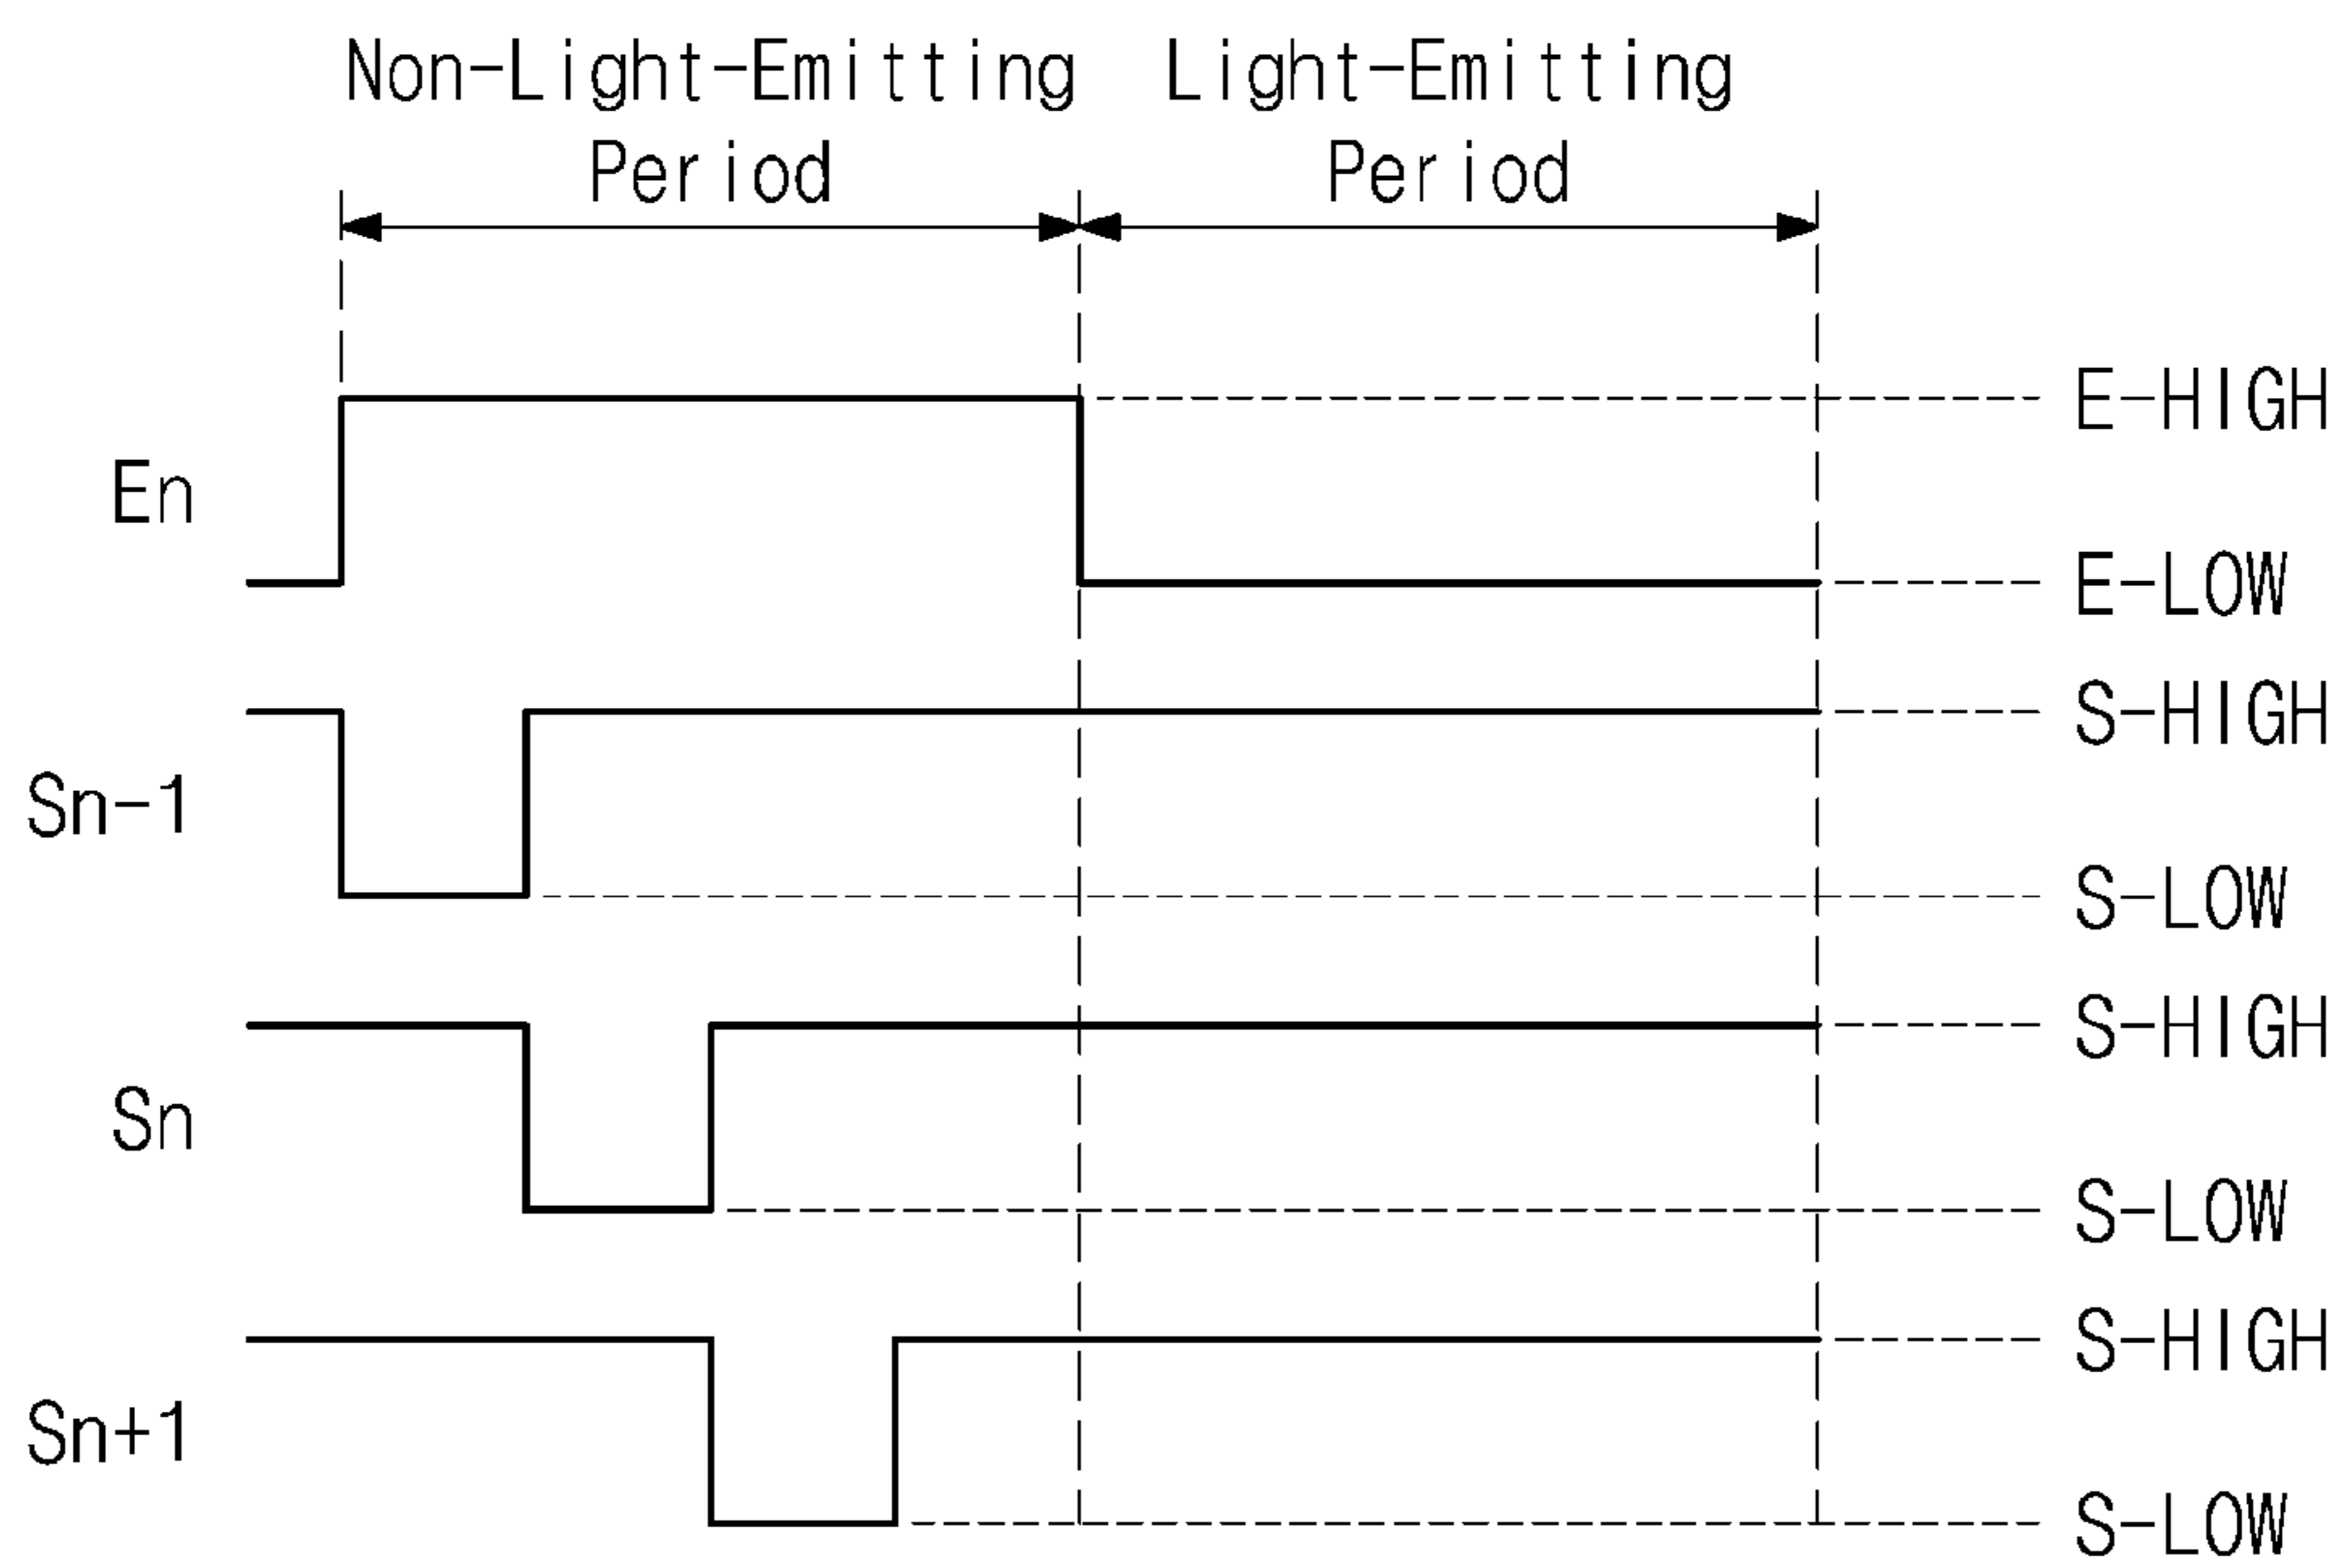 Non-Light-Emitting Period
Light-Emitting Period
En
E-HIGH
E-LOW
Sn-1
S-HIGH
S-LOW
Sn
S-HIGH
S-LOW
Sn+1
S-HIGH
S-LOW